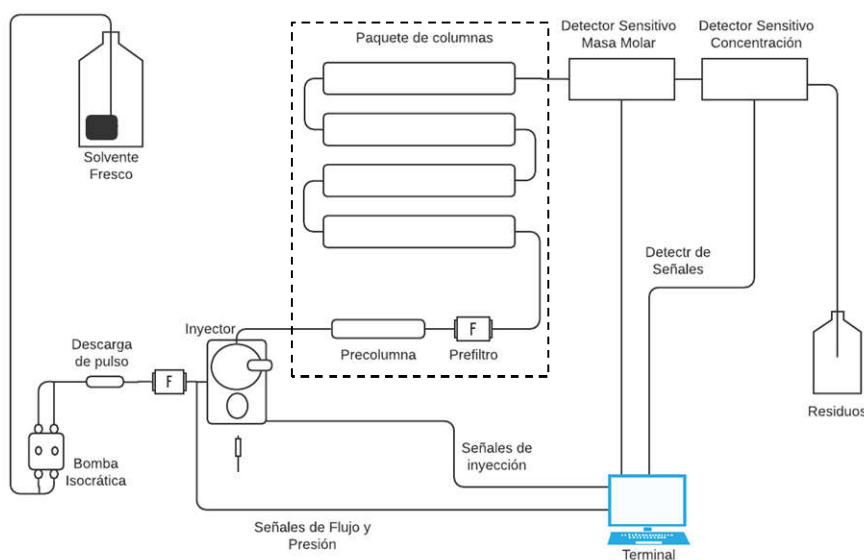 Paquete de columnas
Detector Sensitivo
Masa Molar
Detector Sensitivo
Concentración
Solvente
Fresco
Detectr de
Señales
Inyector
F
Precolumna
Prefiltro
Descarga
de pulso
F
Residuos
Bomba
Isocrática
Señales de
inyección
Señales de Flujo y
Presión
Terminal